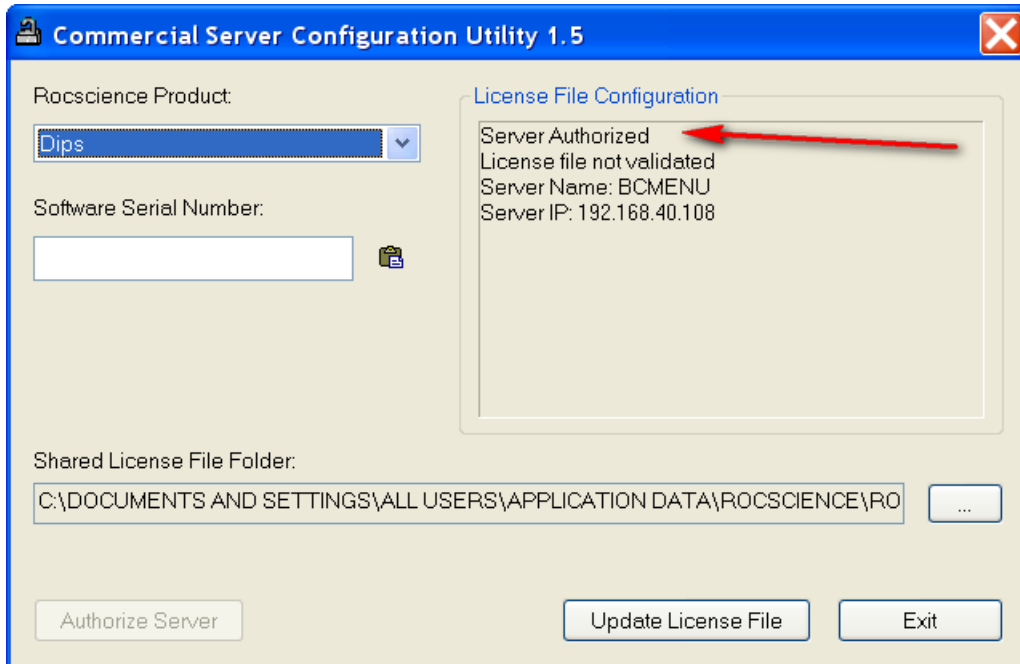 Commercial Server Configuration Utility 1.5
Rocscience Product:
Dips
Software Serial Number:
License File Configuration
Server Authorized
License file not validated
Server Name: BCMENU
Server IP: 192.168.40.108
Shared License File Folder:
C:\DOCUMENTS AND SETTINGS\ALL USERS\APPLICATION DATA\ROCSCIENCE\RO
...
Authorize Server
Update License File
Exit